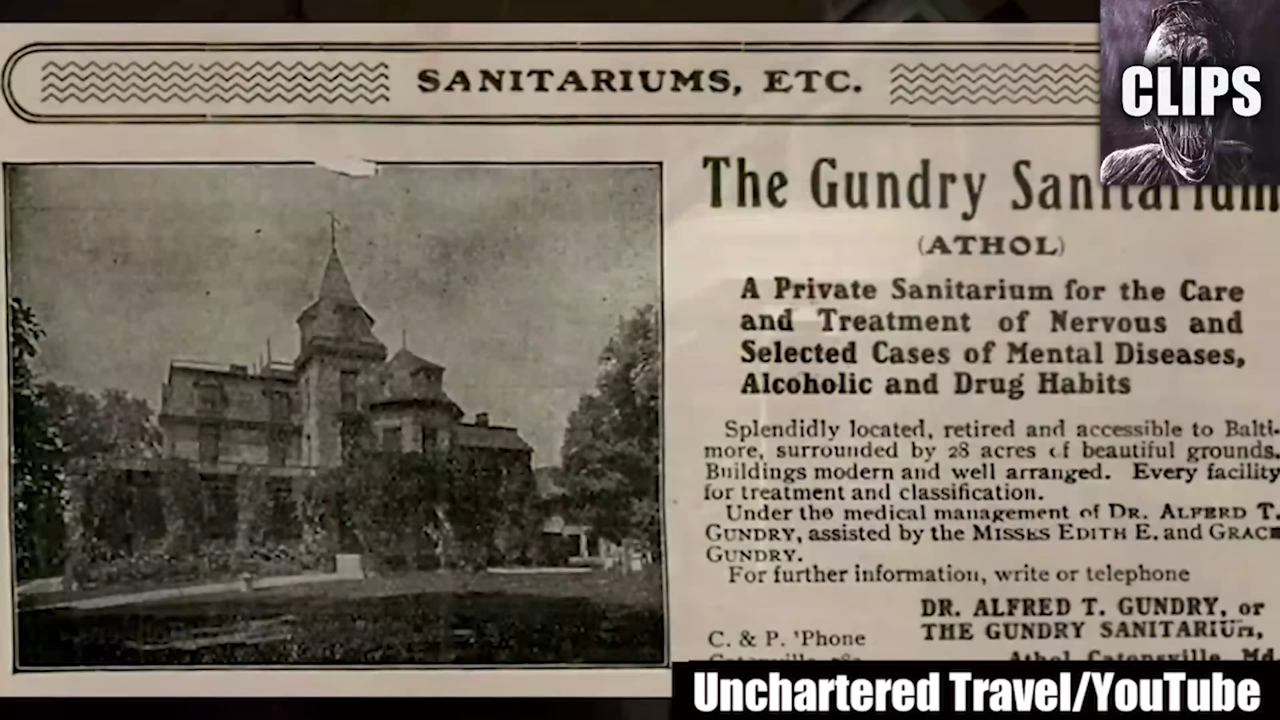 SANITARIUMS, ETC.
CLIPS
The Gundry Sanitarium
(ATHOL)
A Private Sanitarium for the Care
and Treatment of Nervous and
Selected Cases of Mental Diseases,
Alcoholic and Drug Habits
Splendidly located, retired and accessible to Balti-
more, surrounded by 28 acres of beautiful grounds.
Buildings modern and well arranged. Every facility
for treatment and classification.
Under the medical management of DR. ALFERD T.
GUNDRY, assisted by the MISSES EDITH E. and GRACE
GUNDRY.
For further information, write or telephone
DR. ALFRED T. GUNDRY, or
C. & P. 'Phone
THE GUNDRY SANITARIUM,
Athol, Catonsville, Md
Unchartered Travel/YouTube